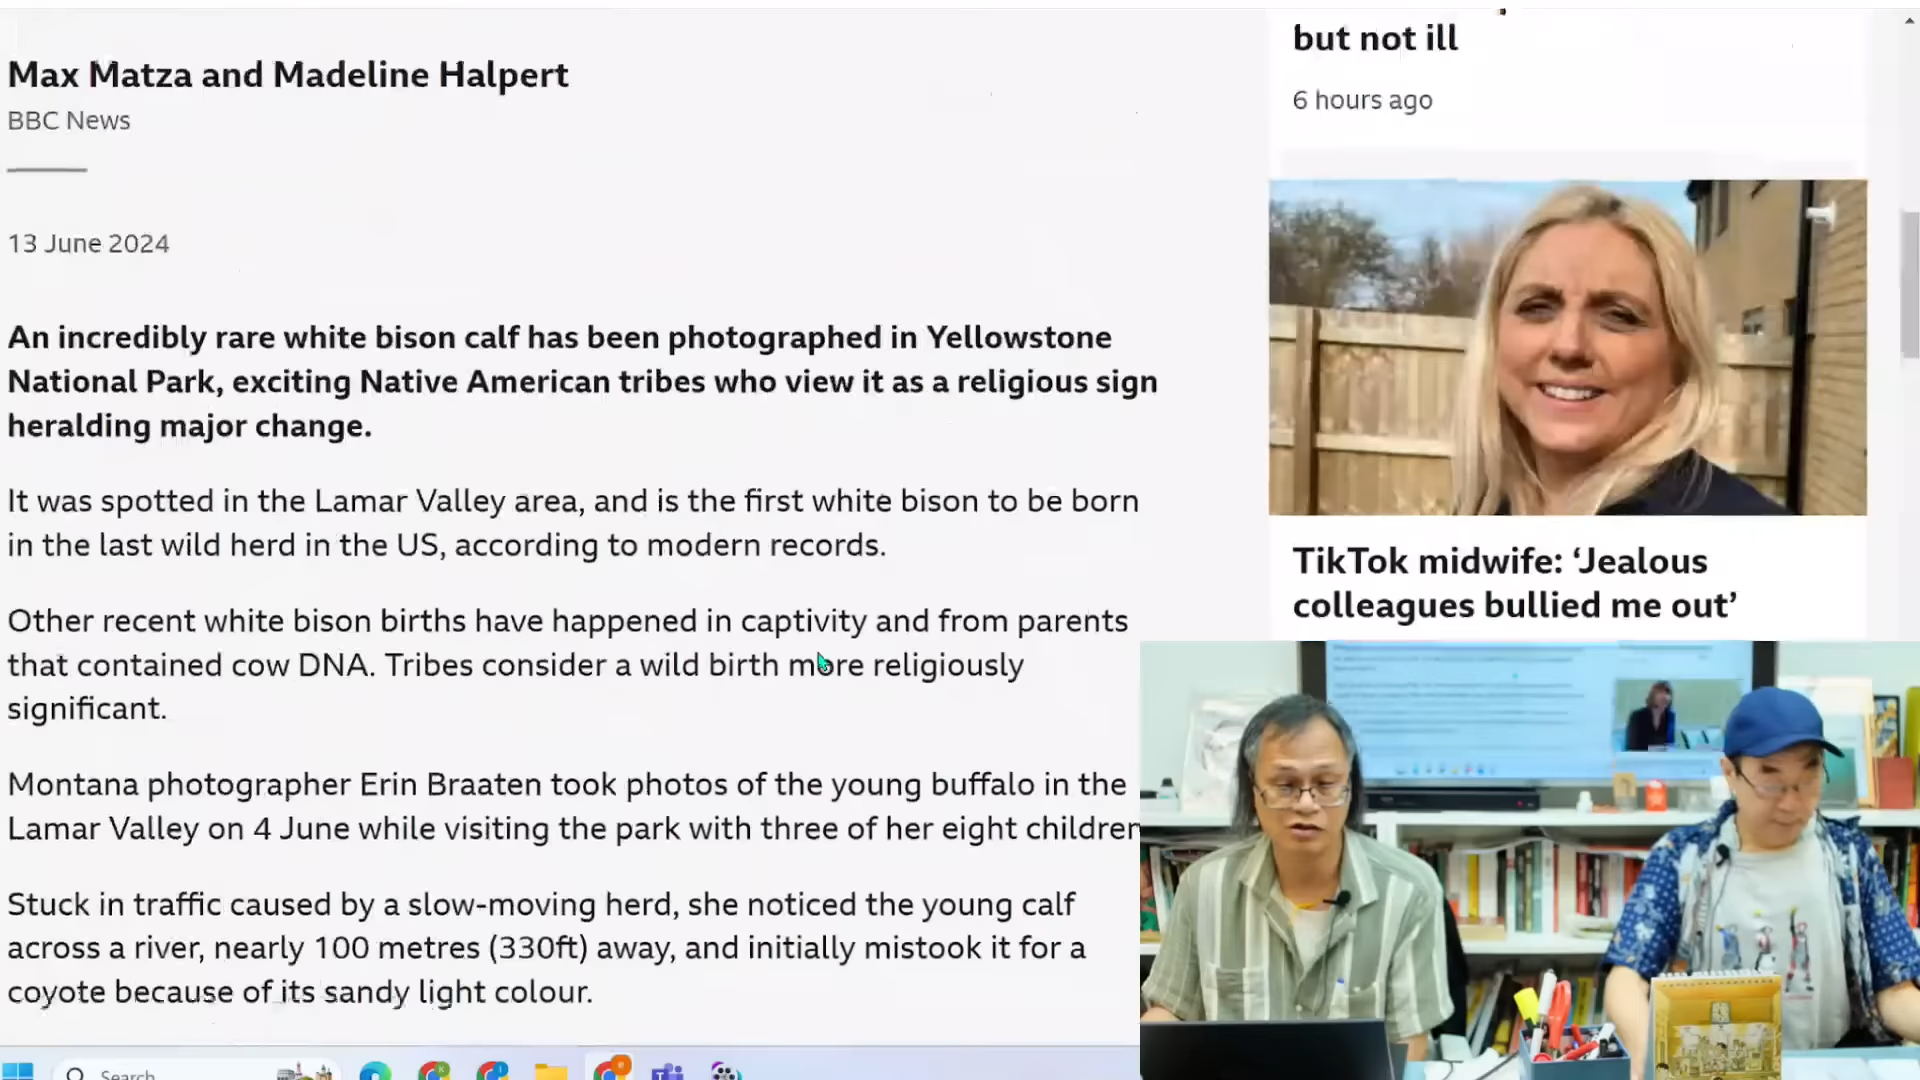 Max Matza and Madeline Halpert
BBC News
13 June 2024
An incredibly rare white bison calf has been photographed in Yellowstone
National Park, exciting Native American tribes who view it as a religious sign
heralding major change.
It was spotted in the Lamar Valley area, and is the first white bison to be born
in the last wild herd in the US, according to modern records.
Other recent white bison births have happened in captivity and from parents
that contained cow DNA. Tribes consider a wild birth more religiously
significant.
Montana photographer Erin Braaten took photos of the young buffalo in the
Lamar Valley on 4 June while visiting the park with three of her eight children
Stuck in traffic caused by a slow-moving herd, she noticed the young calf
across a river, nearly 100 metres (330ft) away, and initially mistook it for a
coyote because of its sandy light colour.
but not ill
6 hours ago
TikTok midwife: ‘Jealous
colleagues bullied me out’
Search